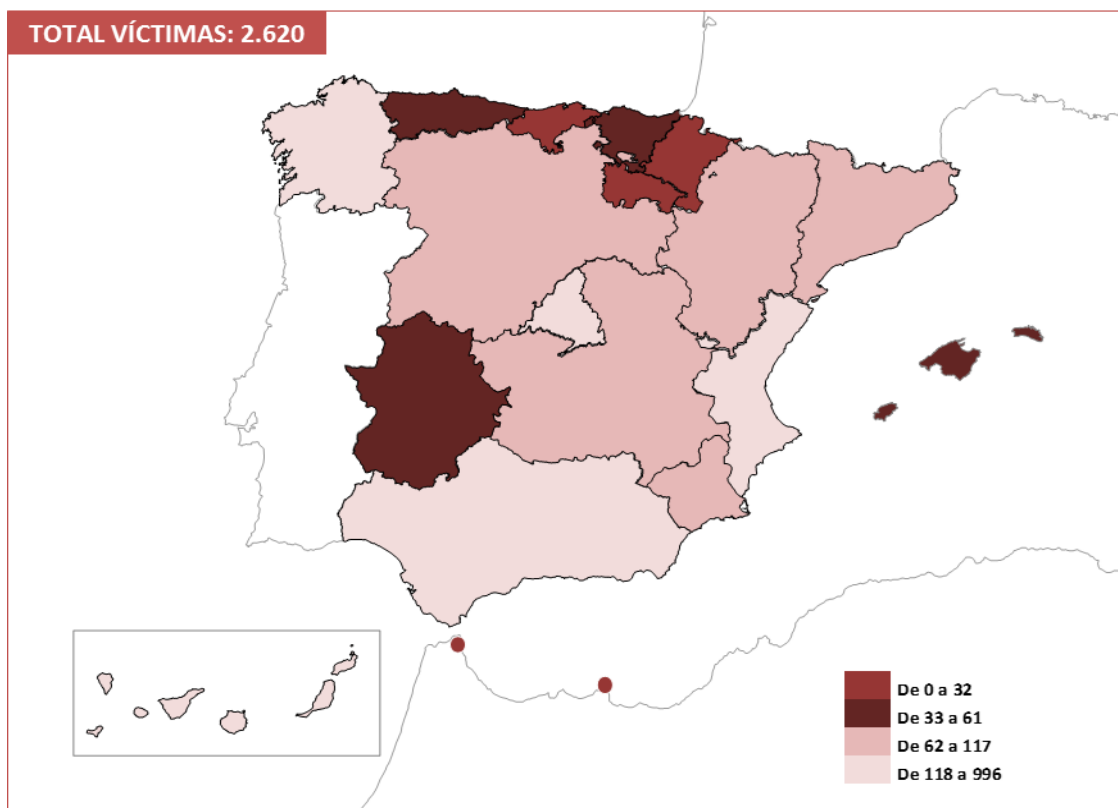 TOTAL VÍCTIMAS: 2.620
De 0 a 32
De 33 a 61
De 62 a 117
De 118 a 996